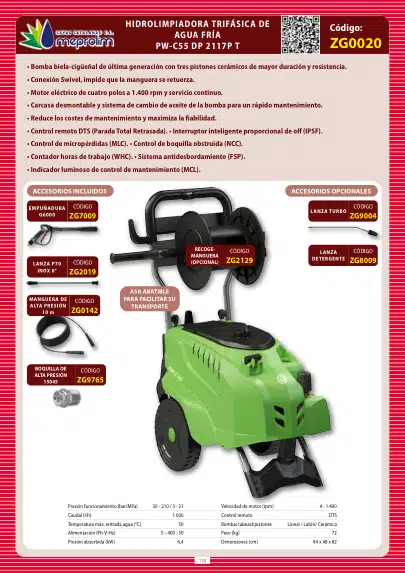 CATAC CATALANAS S.L.
meprolim
HIDROLIMPIADORA TRIFÁSICA DE
AGUA FRÍA
PW-C55 DP 2117P T
Código:
ZG0020
• Bomba biela-cigüeñal de última generación con tres pistones cerámicos de mayor duración y resistencia.
• Conexión Swivel, impide que la manguera se retuerza.
• Motor eléctrico de cuatro polos a 1.400 rpm y servicio continuo.
• Carcasa desmontable y sistema de cambio de aceite de la bomba para un rápido mantenimiento.
• Reduce los costes de mantenimiento y maximiza la fiabilidad.
• Control remoto DTS (Parada Total Retrasada). • Interruptor inteligente proporcional de off (IPSF).
• Control de micropérdidas (MLC). • Control de boquilla obstruida (NCC).
• Contador horas de trabajo (WHC). • Sistema antidesbordamiento (FSP).
• Indicador luminoso de control de mantenimiento (MCL).
ACCESORIOS INCLUIDOS
EMPUÑADURA
G6000
CÓDIGO
ZG7009
LANZA P70
INOX 0°
CÓDIGO
ZG2019
MANGUERA DE
ALTA PRESIÓN
10 m
CÓDIGO
ZG0142
BOQUILLA DE
ALTA PRESIÓN
15045
CÓDIGO
ZG9765
RECOGE-
MANGUERA
(OPCIONAL)
CÓDIGO
ZG2129
ASA ABATIBLE
PARA FACILITAR SU
TRANSPORTE
ACCESORIOS OPCIONALES
LANZA TURBO
CÓDIGO
ZG9004
LANZA
DETERGENTE
CÓDIGO
ZG8009
Presión funcionamiento (bar/MPa) 30 - 210 / 3 - 21
Caudal (l/h) 1.000
Temperatura máx. entrada agua (°C) 50
Alimentación (Ph-V-Hz) 3 – 400 - 50
Presión absorbida (kW) 6,4
Velocidad de motor (rpm) 4 - 1.400
Control remoto DTS
Bomba/cabezal/pistones Lineal / Latón/ Cerámica
Peso (kg) 72
Dimensiones (cm) 84 x 48 x 82